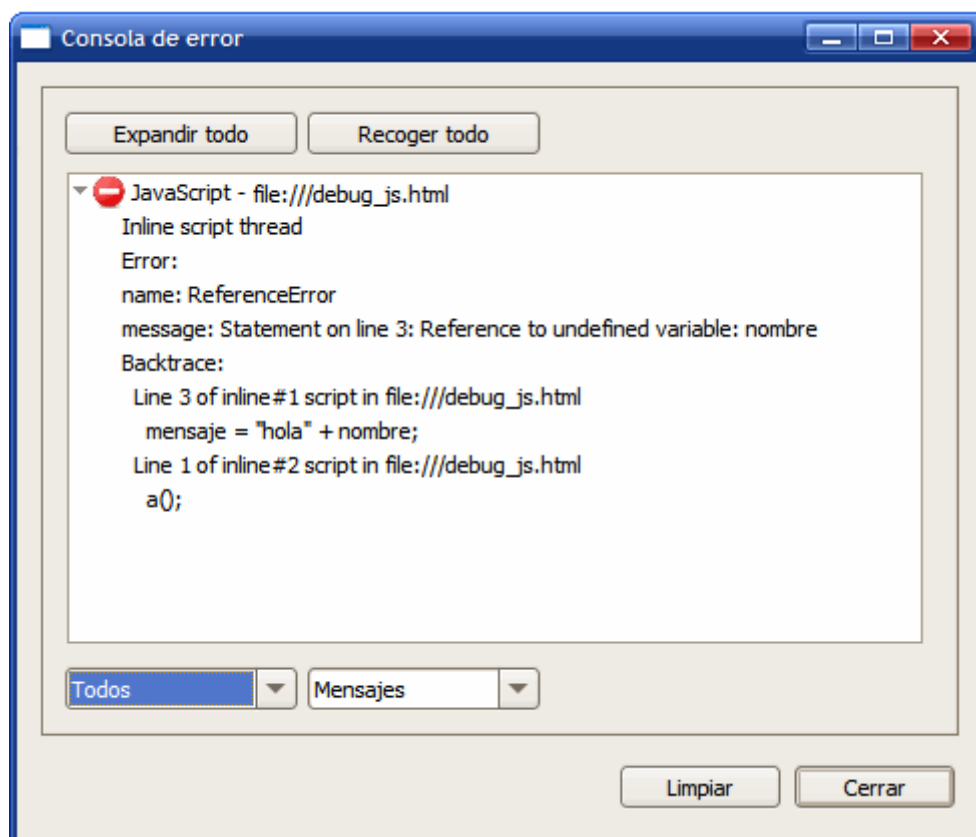 Consola de error
Expandir todo Recoger todo
JavaScript - file:///debug_js.html
Inline script thread
Error:
name: ReferenceError
message: Statement on line 3: Reference to undefined variable: nombre
Backtrace:
Line 3 of inline#1 script in file:///debug_js.html
mensaje = "hola" + nombre;
Line 1 of inline#2 script in file:///debug_js.html
a();
Todos Mensajes
Limpiar Cerrar